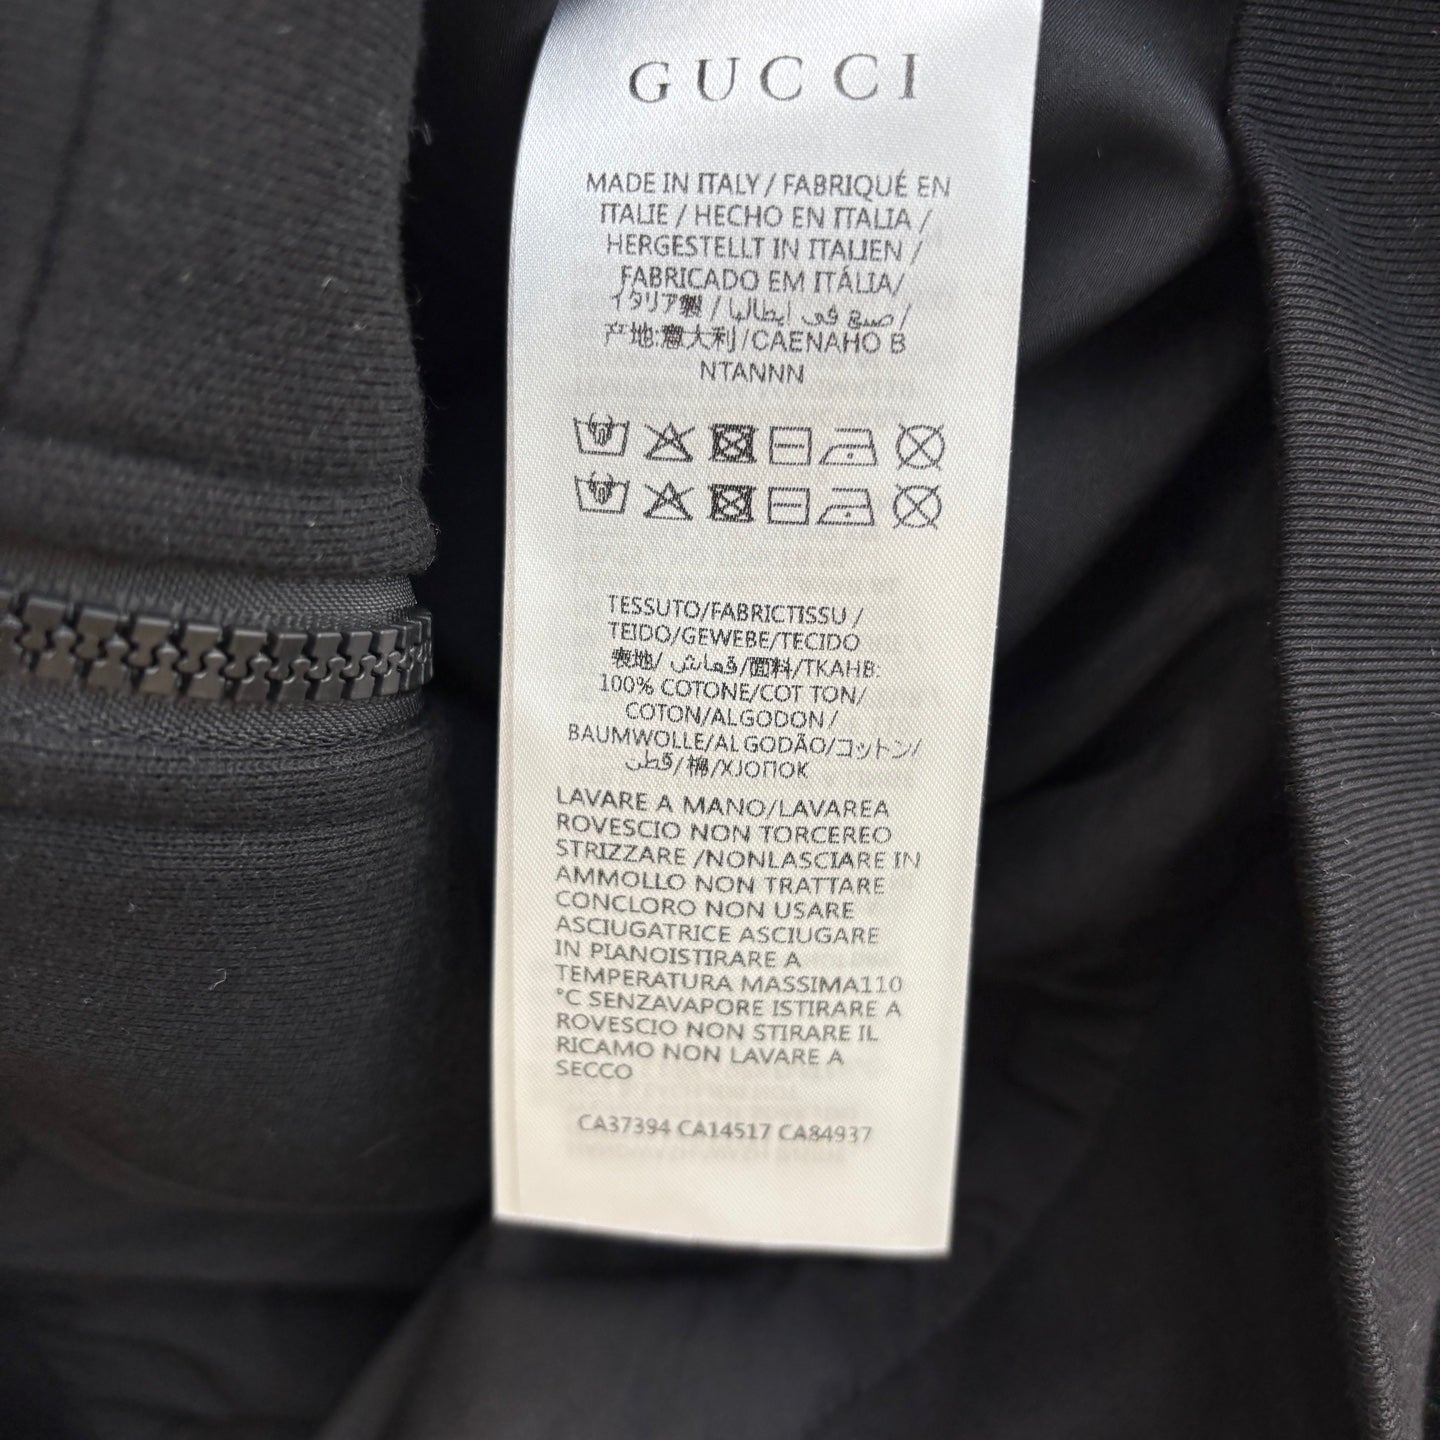 GUCCI
MADE IN ITALY / FABRIQUÉ EN
ITALIE / HECHO EN ITALIA /
HERGESTELLT IN ITALIEN /
FABRICADO EM ITÁLIA/
イタリア製 / صبع فى ايطاليا /
产地:意大利/CAENAHO B
NTANNN
TESSUTO/FABRICTISSU /
TEIDO/GEWEBE/TECIDO
表地/ قماش/面料/TKAHB:
100% COTONE/COT TON/
COTON/ALGODON/
BAUMWOLLE/ALGODÃO/コットン/
قطن/棉/XJOПOK
LAVARE A MANO/LAVAREA
ROVESCIO NON TORCEREO
STRIZZARE /NONLASCIARE IN
AMMOLLO NON TRATTARE
CONCLORO NON USARE
ASCIUGATRICE ASCIUGARE
IN PIANOISTIRARE A
TEMPERATURA MASSIMA110
°C SENZAVAPORE ISTIRARE A
ROVESCIO NON STIRARE IL
RICAMO NON LAVARE A
SECCO
CA37394 CA14517 CA84937